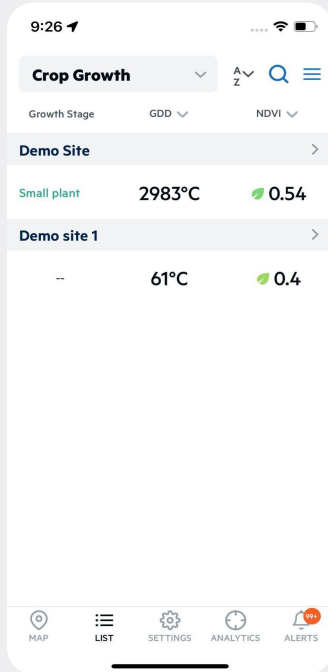 9:26
Crop Growth
A
Z
Growth Stage GDD NDVI
Demo Site
Small plant 2983°C 0.54
Demo site 1
-- 61°C 0.4
99+
MAP LIST SETTINGS ANALYTICS ALERTS